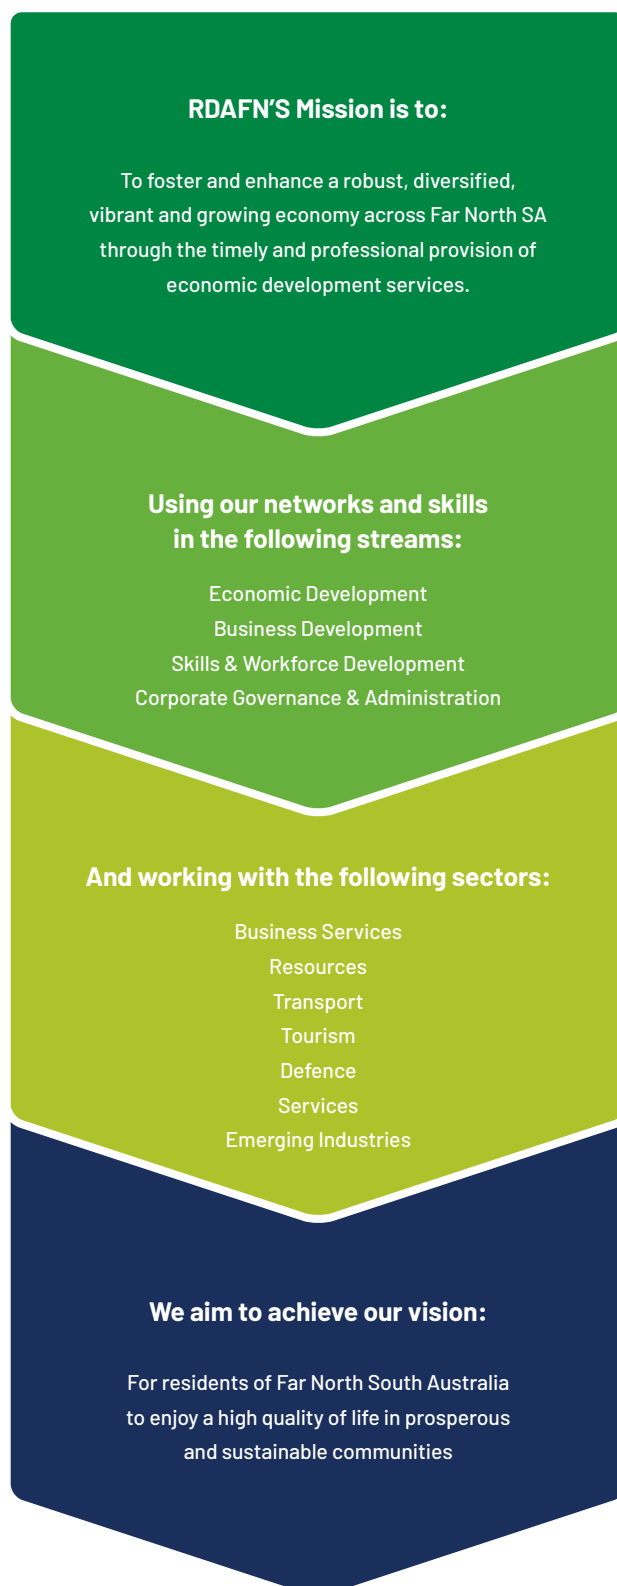 RDAFN’S Mission is to:
To foster and enhance a robust, diversified,
vibrant and growing economy across Far North SA
through the timely and professional provision of
economic development services.
Using our networks and skills
in the following streams:
Economic Development
Business Development
Skills & Workforce Development
Corporate Governance & Administration
And working with the following sectors:
Business Services
Resources
Transport
Tourism
Defence
Services
Emerging Industries
We aim to achieve our vision:
For residents of Far North South Australia
to enjoy a high quality of life in prosperous
and sustainable communities